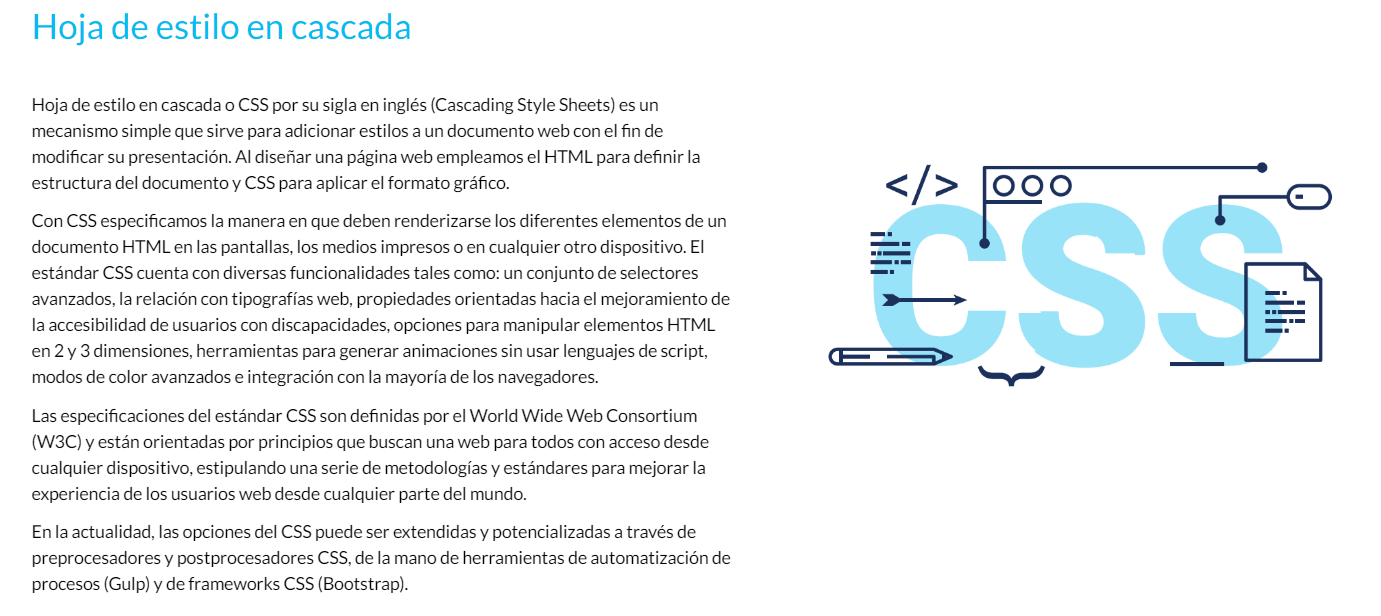 Hoja de estilo en cascada
Hoja de estilo en cascada o CSS por su sigla en inglés (Cascading Style Sheets) es un
mecanismo simple que sirve para adicionar estilos a un documento web con el fin de
modificar su presentación. Al diseñar una página web empleamos el HTML para definir la
estructura del documento y CSS para aplicar el formato gráfico.
Con CSS especificamos la manera en que deben renderizarse los diferentes elementos de un
documento HTML en las pantallas, los medios impresos o en cualquier otro dispositivo. El
estándar CSS cuenta con diversas funcionalidades tales como: un conjunto de selectores
avanzados, la relación con tipografías web, propiedades orientadas hacia el mejoramiento de
la accesibilidad de usuarios con discapacidades, opciones para manipular elementos HTML
en 2 y 3 dimensiones, herramientas para generar animaciones sin usar lenguajes de script,
modos de color avanzados e integración con la mayoría de los navegadores.
Las especificaciones del estándar CSS son definidas por el World Wide Web Consortium
(W3C) y están orientadas por principios que buscan una web para todos con acceso desde
cualquier dispositivo, estipulando una serie de metodologías y estándares para mejorar la
experiencia de los usuarios web desde cualquier parte del mundo.
En la actualidad, las opciones del CSS puede ser extendidas y potencializadas a través de
preprocesadores y postprocesadores CSS, de la mano de herramientas de automatización de
procesos (Gulp) y de frameworks CSS (Bootstrap).
</>
CSS